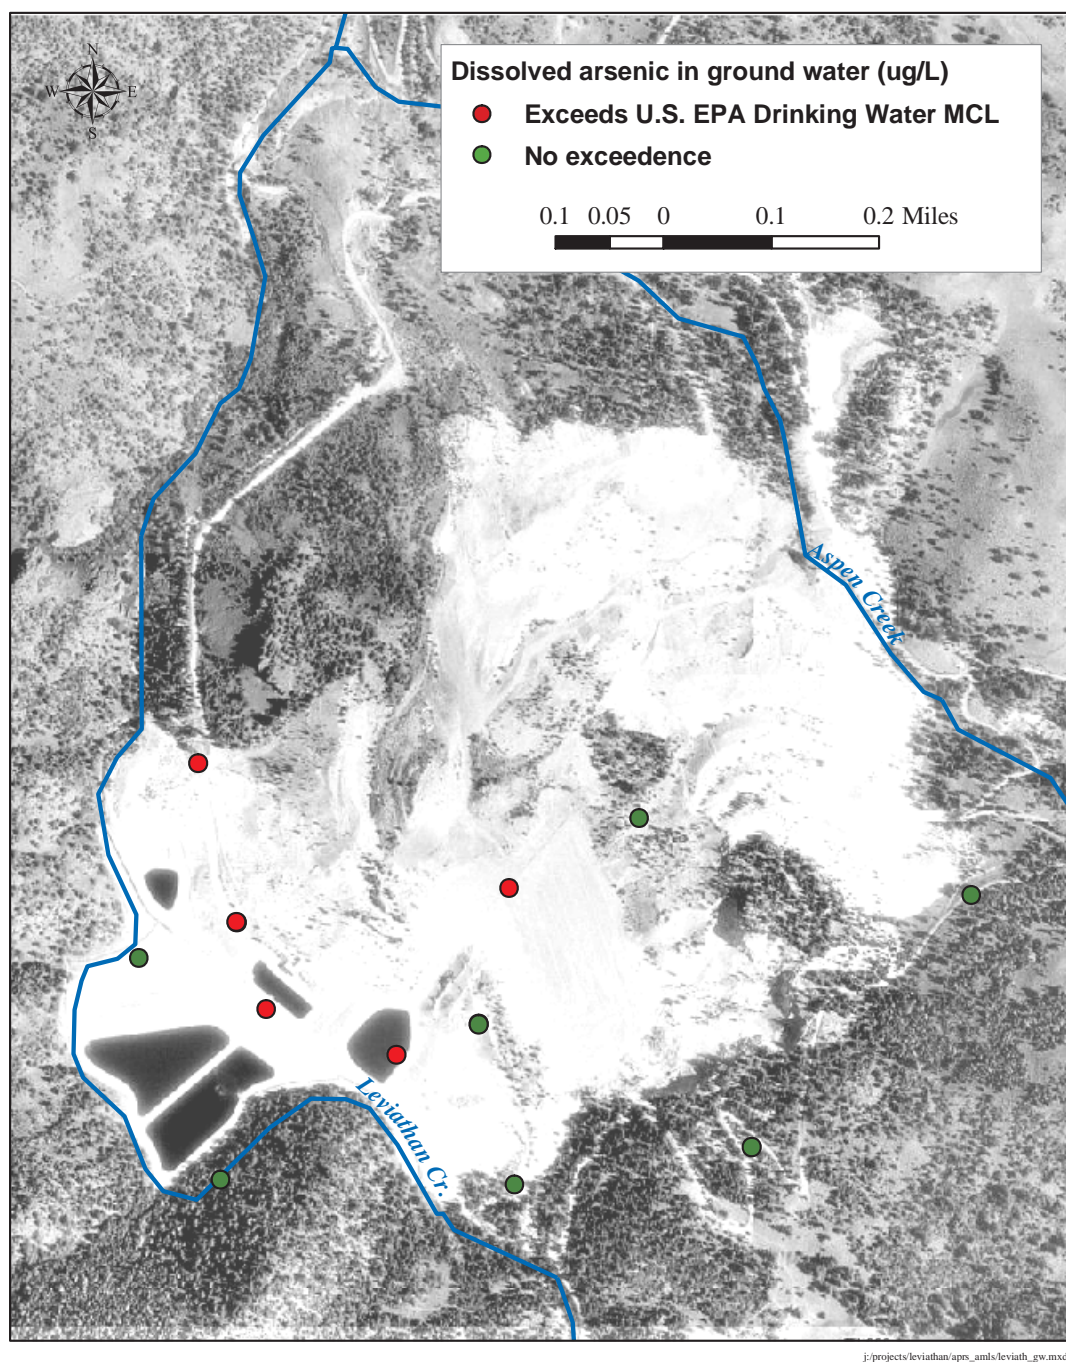 N
W E
S
Dissolved arsenic in ground water (ug/L)
Exceeds U.S. EPA Drinking Water MCL
No exceedence
0.1 0.05 0 0.1 0.2 Miles
Aspen Creek
Leviathan Cr.
j:/projects/leviathan/aprs_amls/leviath_gw.mxd